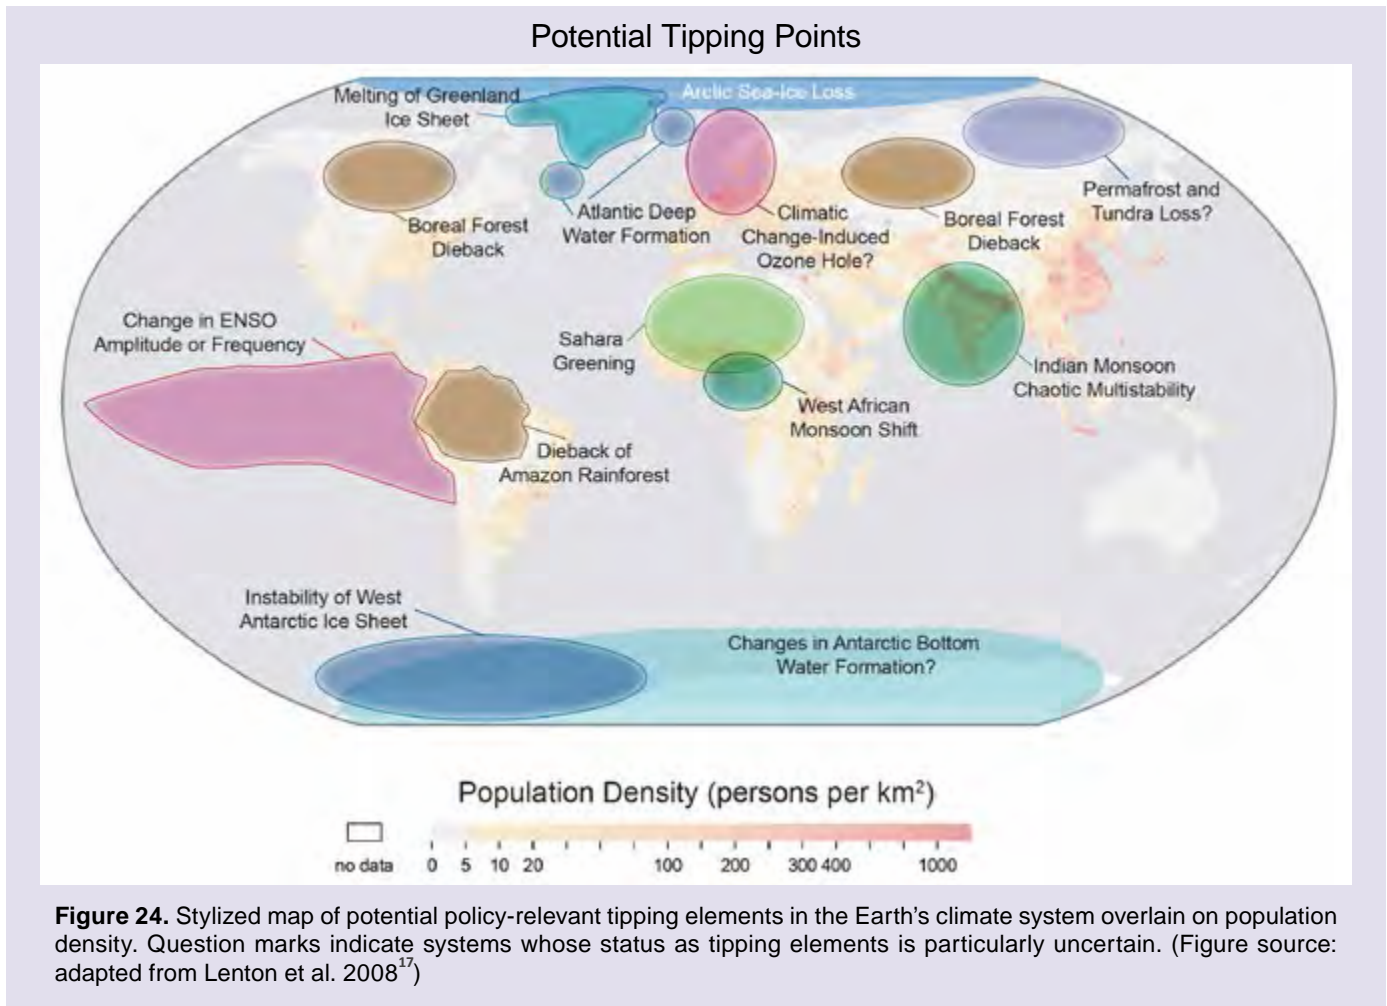 Potential Tipping Points
Melting of Greenland
Ice Sheet
Arctic Sea-Ice Loss
Boreal Forest
Dieback
Atlantic Deep
Water Formation
Climatic
Change-Induced
Ozone Hole?
Boreal Forest
Dieback
Permafrost and
Tundra Loss?
Change in ENSO
Amplitude or Frequency
Sahara
Greening
Indian Monsoon
Chaotic Multistability
West African
Monsoon Shift
Dieback of
Amazon Rainforest
Instability of West
Antarctic Ice Sheet
Changes in Antarctic Bottom
Water Formation?
Population Density (persons per km²)
no data 0 5 10 20 100 200 300 400 1000
Figure 24. Stylized map of potential policy-relevant tipping elements in the Earth’s climate system overlain on population
density. Question marks indicate systems whose status as tipping elements is particularly uncertain. (Figure source:
adapted from Lenton et al. 2008¹⁷)